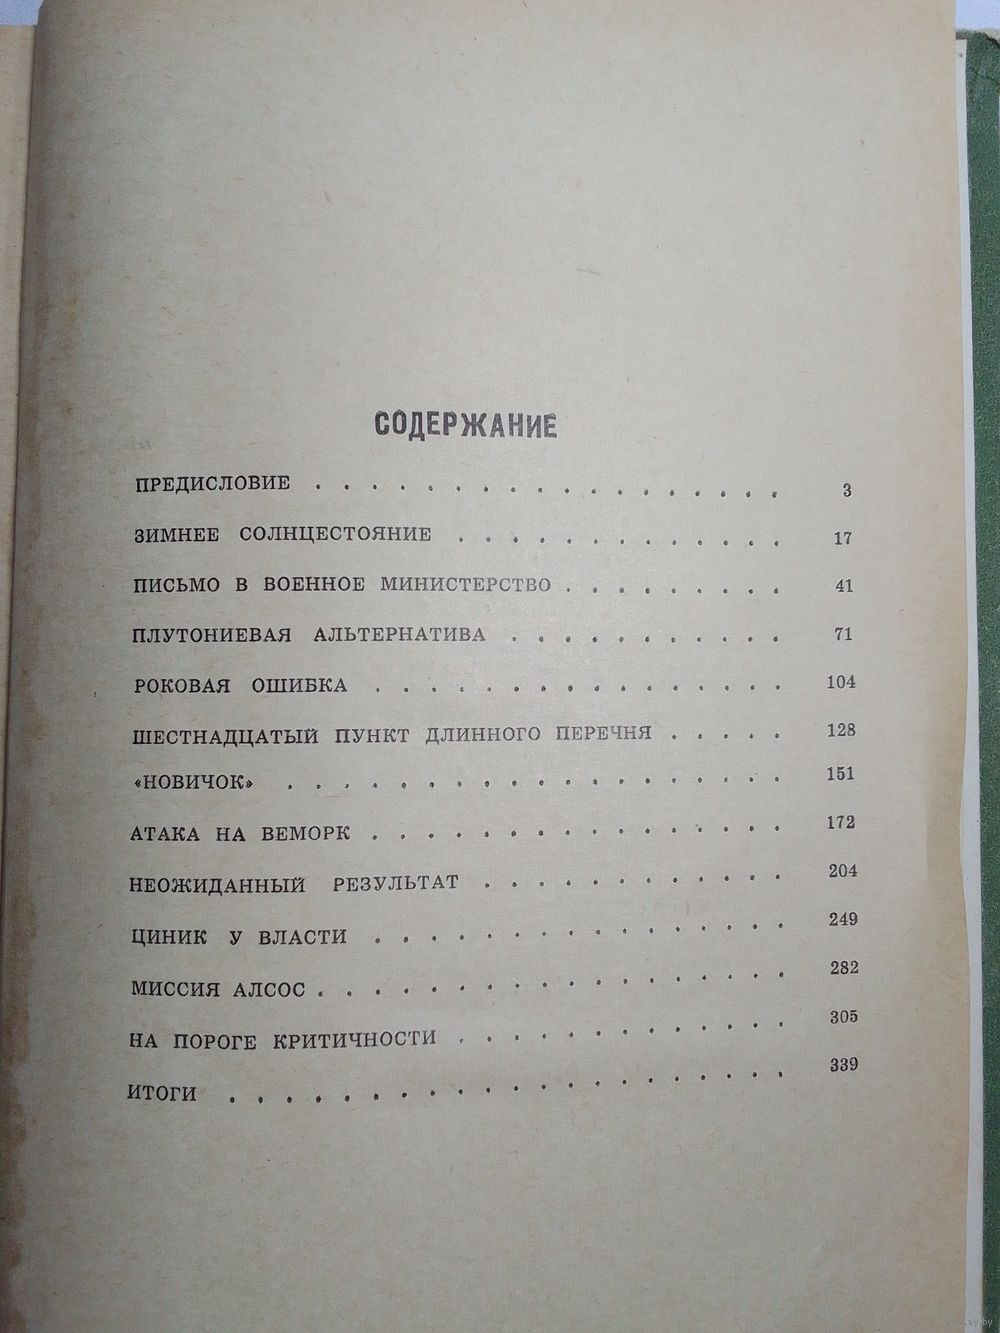 СОДЕРЖАНИЕ
ПРЕДИСЛОВИЕ . . . . . . . . . . . . . . . . . 3
ЗИМНЕЕ СОЛНЦЕСТОЯНИЕ . . . . . . . . . . . . 17
ПИСЬМО В ВОЕННОЕ МИНИСТЕРСТВО . . . . . . . . . 41
ПЛУТОНИЕВАЯ АЛЬТЕРНАТИВА . . . . . . . . . . . 71
РОКОВАЯ ОШИБКА . . . . . . . . . . . . . . . 104
ШЕСТНАДЦАТЫЙ ПУНКТ ДЛИННОГО ПЕРЕЧНЯ . . . . . 128
«НОВИЧОК» . . . . . . . . . . . . . . . . . . 151
АТАКА НА ВЕМОРК . . . . . . . . . . . . . . . 172
НЕОЖИДАННЫЙ РЕЗУЛЬТАТ . . . . . . . . . . . . 204
ЦИНИК У ВЛАСТИ . . . . . . . . . . . . . . . 249
МИССИЯ АЛСОС . . . . . . . . . . . . . . . . . 282
НА ПОРОГЕ КРИТИЧНОСТИ . . . . . . . . . . . . 305
ИТОГИ . . . . . . . . . . . . . . . . . . . . 339